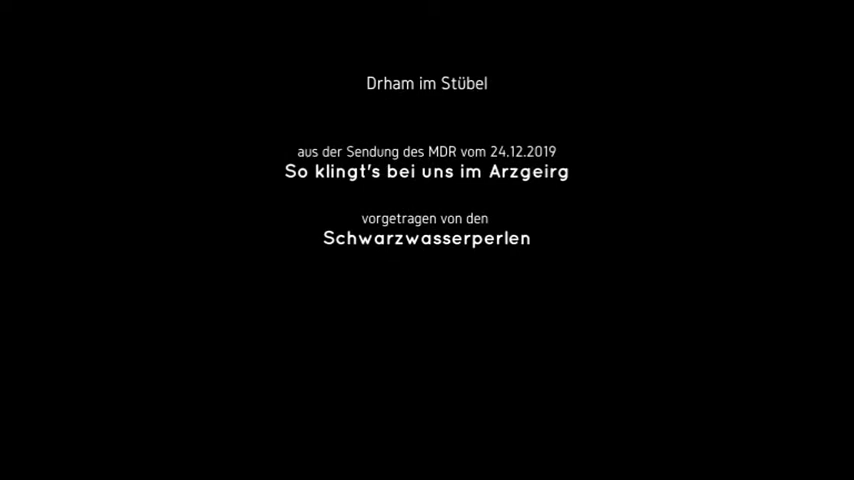 Drham im Stübel
aus der Sendung des MDR vom 24.12.2019
So klingt's bei uns im Arzgeirg
vorgetragen von den
Schwarzwasserperlen